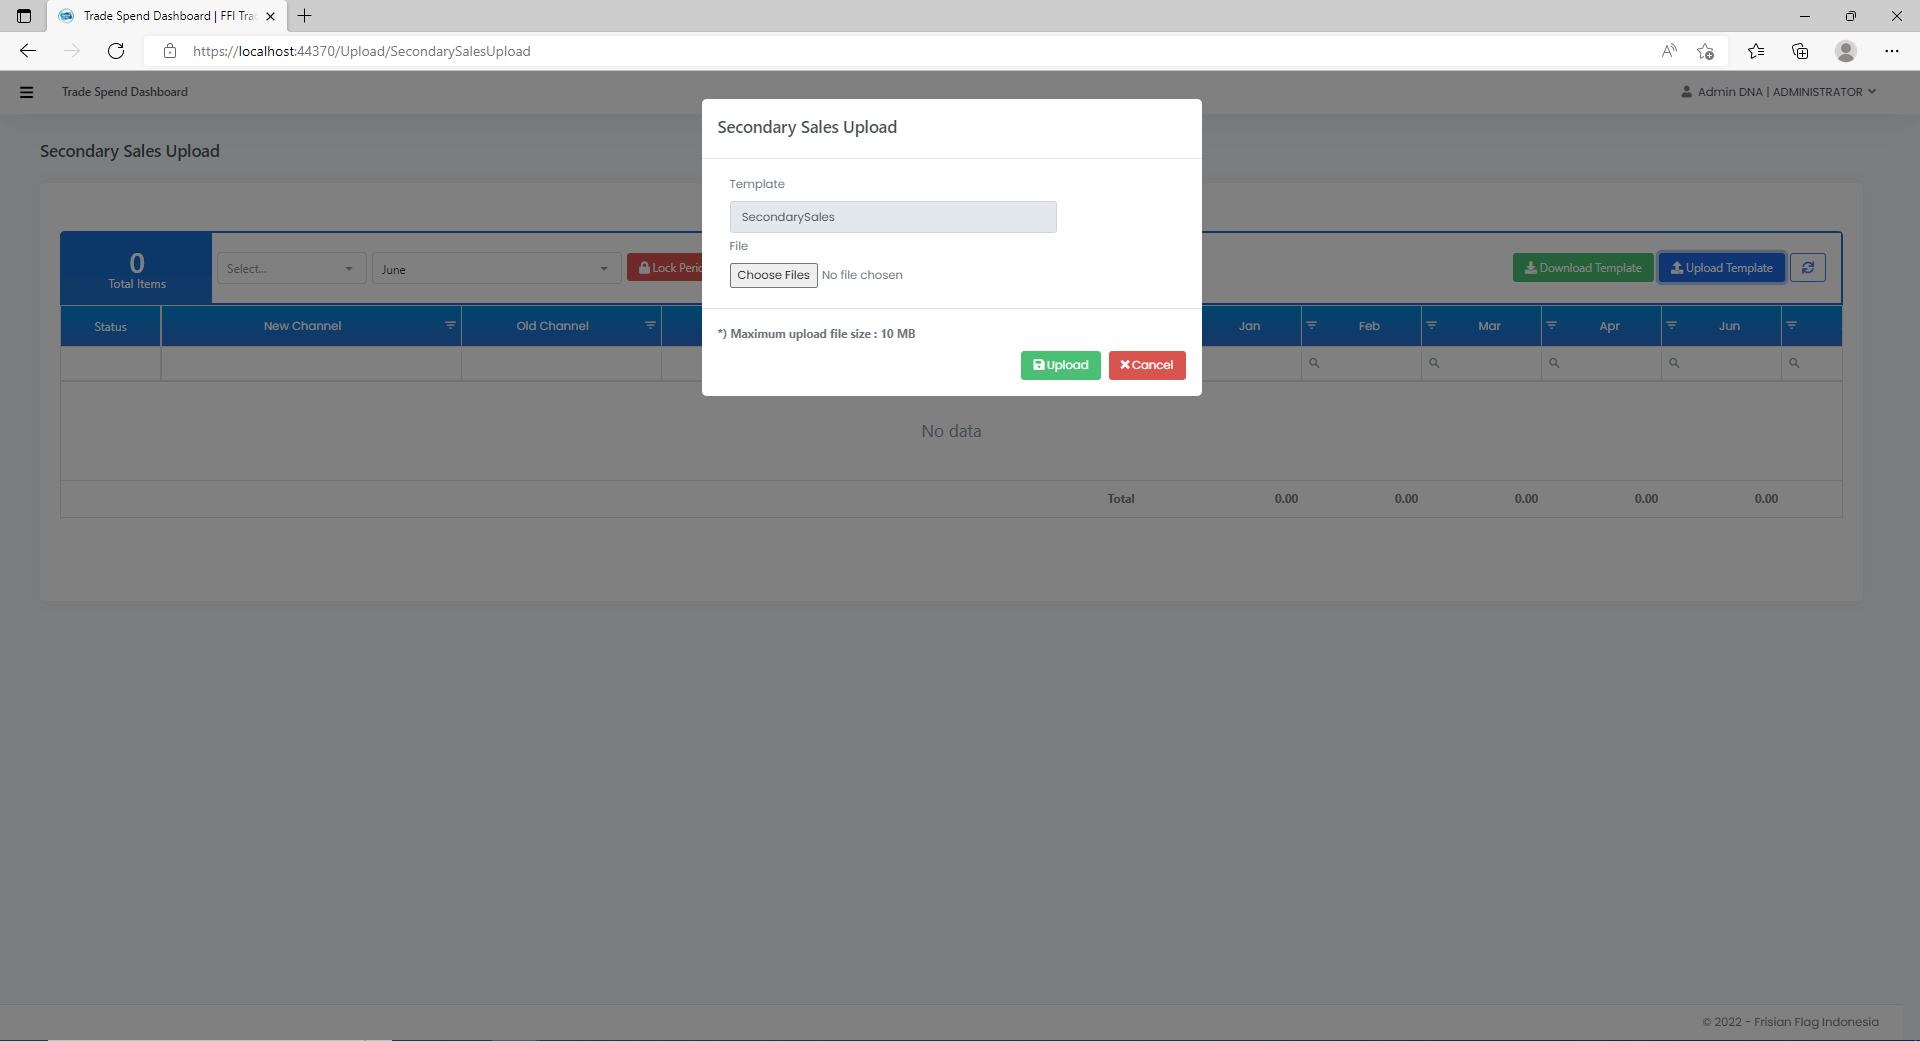 Trade Spend Dashboard | FFI Tra
https://localhost:44370/Upload/SecondarySalesUpload
Trade Spend Dashboard
Admin DNA | ADMINISTRATOR
Secondary Sales Upload
Secondary Sales Upload
Template
SecondarySales
File
Choose Files No file chosen
*) Maximum upload file size : 10 MB
Upload Cancel
0
Total Items
Select...
June
Lock Peri
Download Template
Upload Template
Status New Channel Old Channel Jan Feb Mar Apr Jun
No data
Total 0.00 0.00 0.00 0.00 0.00
© 2022 - Frisian Flag Indonesia